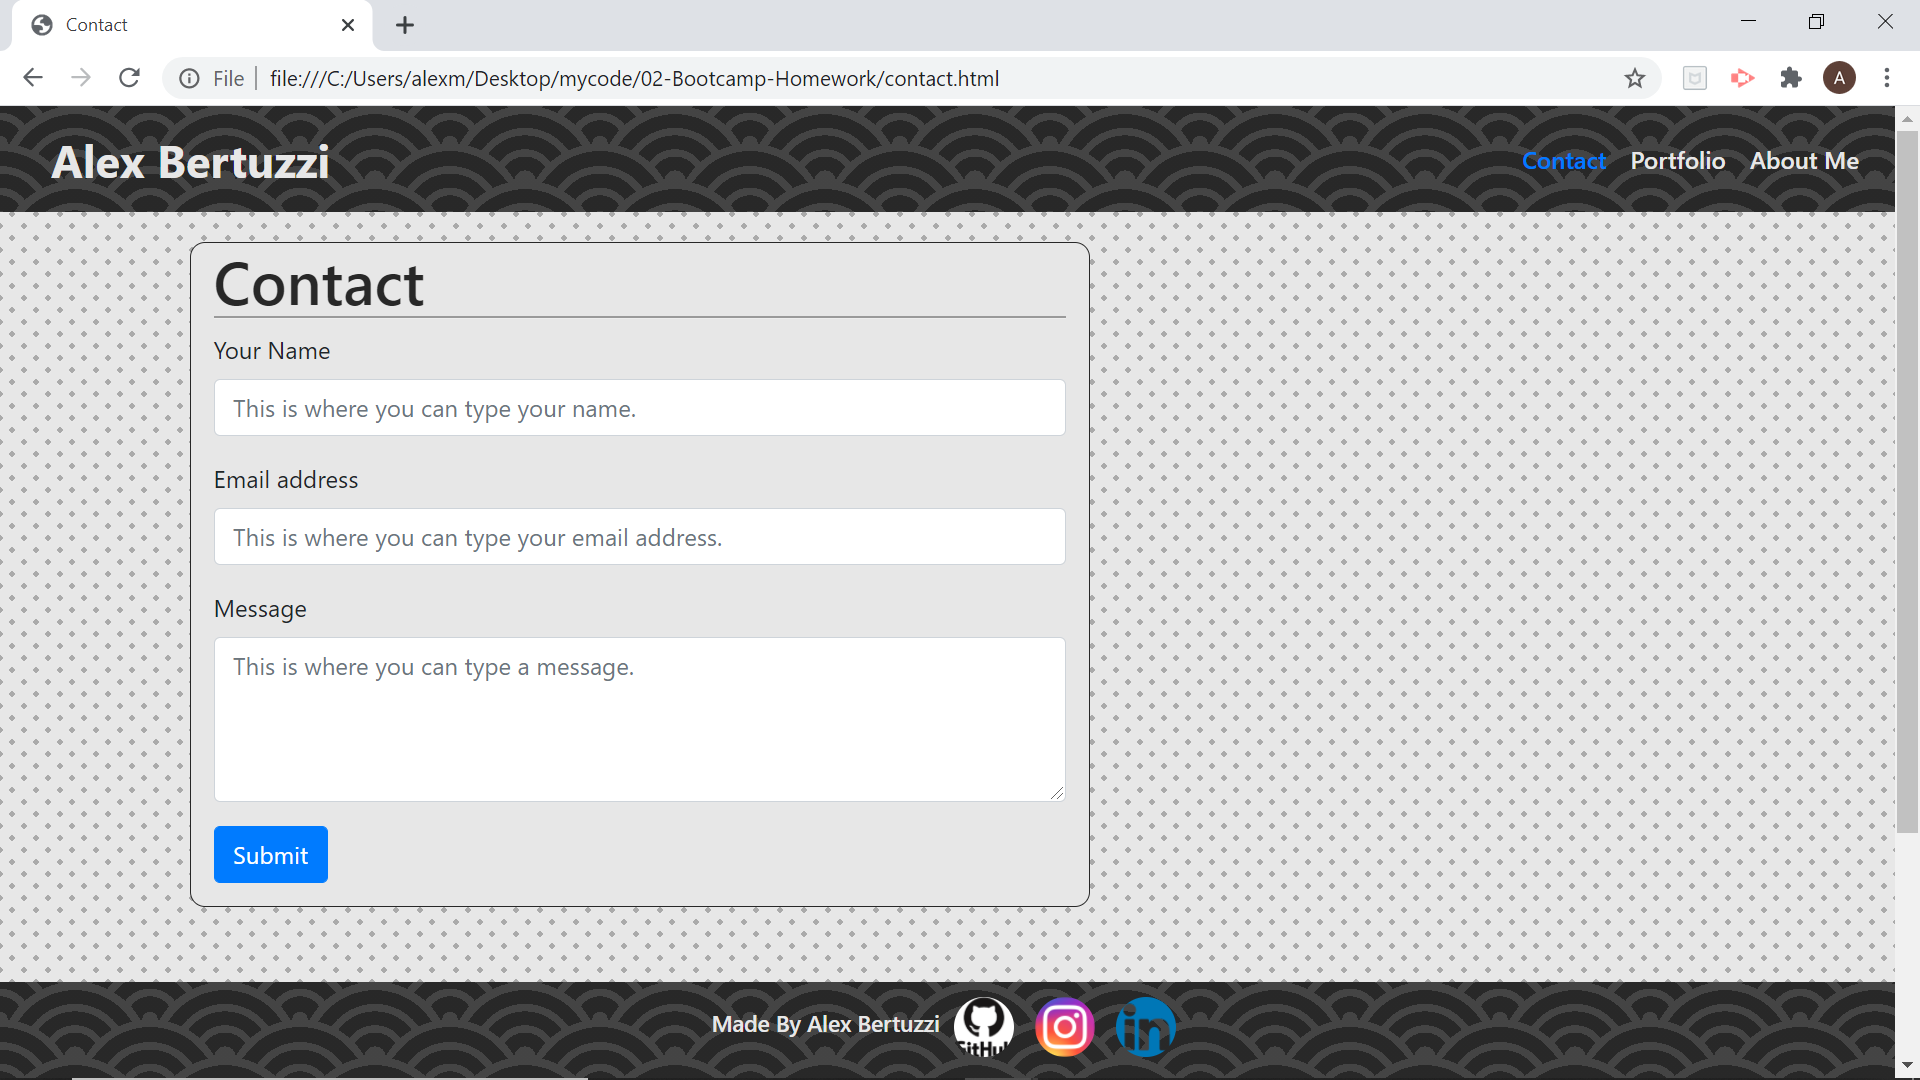 Contact
File
file:///C:/Users/alexm/Desktop/mycode/02-Bootcamp-Homework/contact.html
A
Alex Bertuzzi
Contact Portfolio About Me
Contact
Your Name
This is where you can type your name.
Email address
This is where you can type your email address.
Message
This is where you can type a message.
Submit
Made By Alex Bertuzzi
GitHub
in